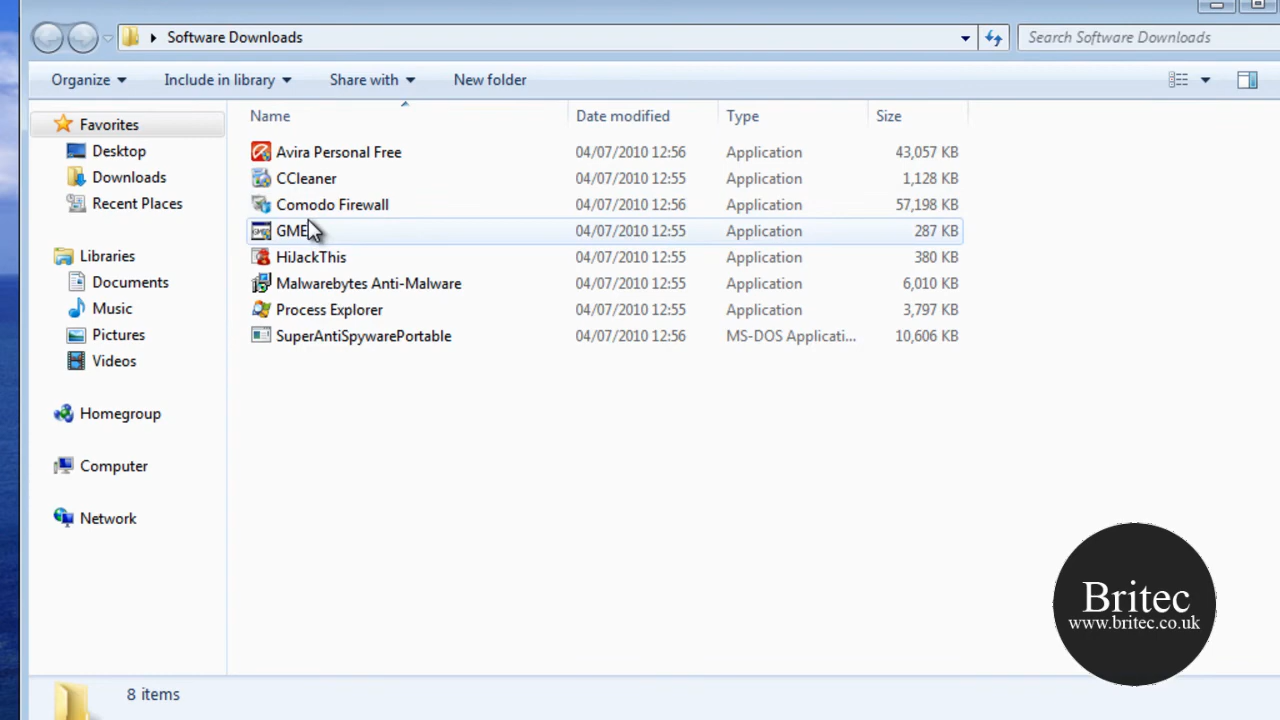 Software Downloads
Search Software Downloads
Organize Include in library Share with New folder
Name Date modified Type Size
Favorites
Desktop
Downloads
Recent Places
Libraries
Documents
Music
Pictures
Videos
Homegroup
Computer
Network
Avira Personal Free 04/07/2010 12:56 Application 43,057 KB
CCleaner 04/07/2010 12:55 Application 1,128 KB
Comodo Firewall 04/07/2010 12:56 Application 57,198 KB
GME 04/07/2010 12:55 Application 287 KB
HiJackThis 04/07/2010 12:55 Application 380 KB
Malwarebytes Anti-Malware 04/07/2010 12:55 Application 6,010 KB
Process Explorer 04/07/2010 12:55 Application 3,797 KB
SuperAntiSpywarePortable 04/07/2010 12:56 MS-DOS Applicati... 10,606 KB
Britec
www.britec.co.uk
8 items